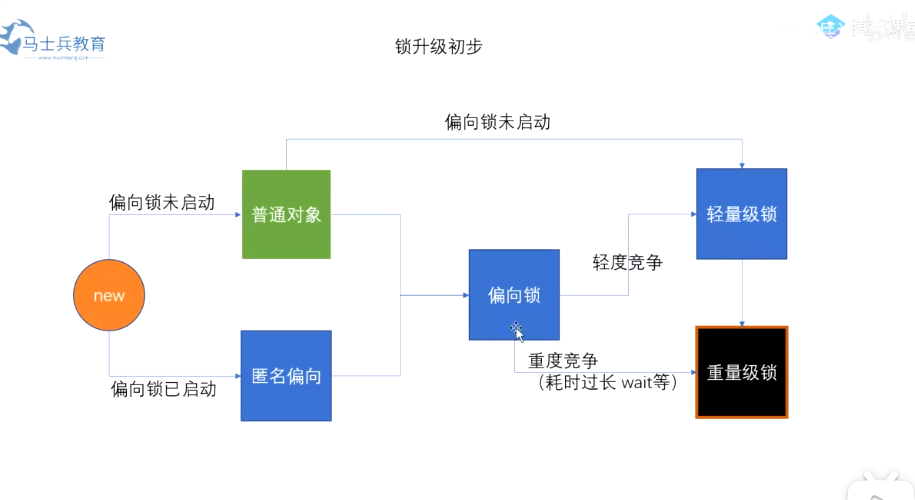 马士兵教育
www.mashibing.com
锁升级初步
偏向锁未启动
偏向锁未启动
普通对象
轻量级锁
轻度竞争
new
偏向锁
偏向锁已启动
匿名偏向
重度竞争
（耗时过长 wait等）
重量级锁